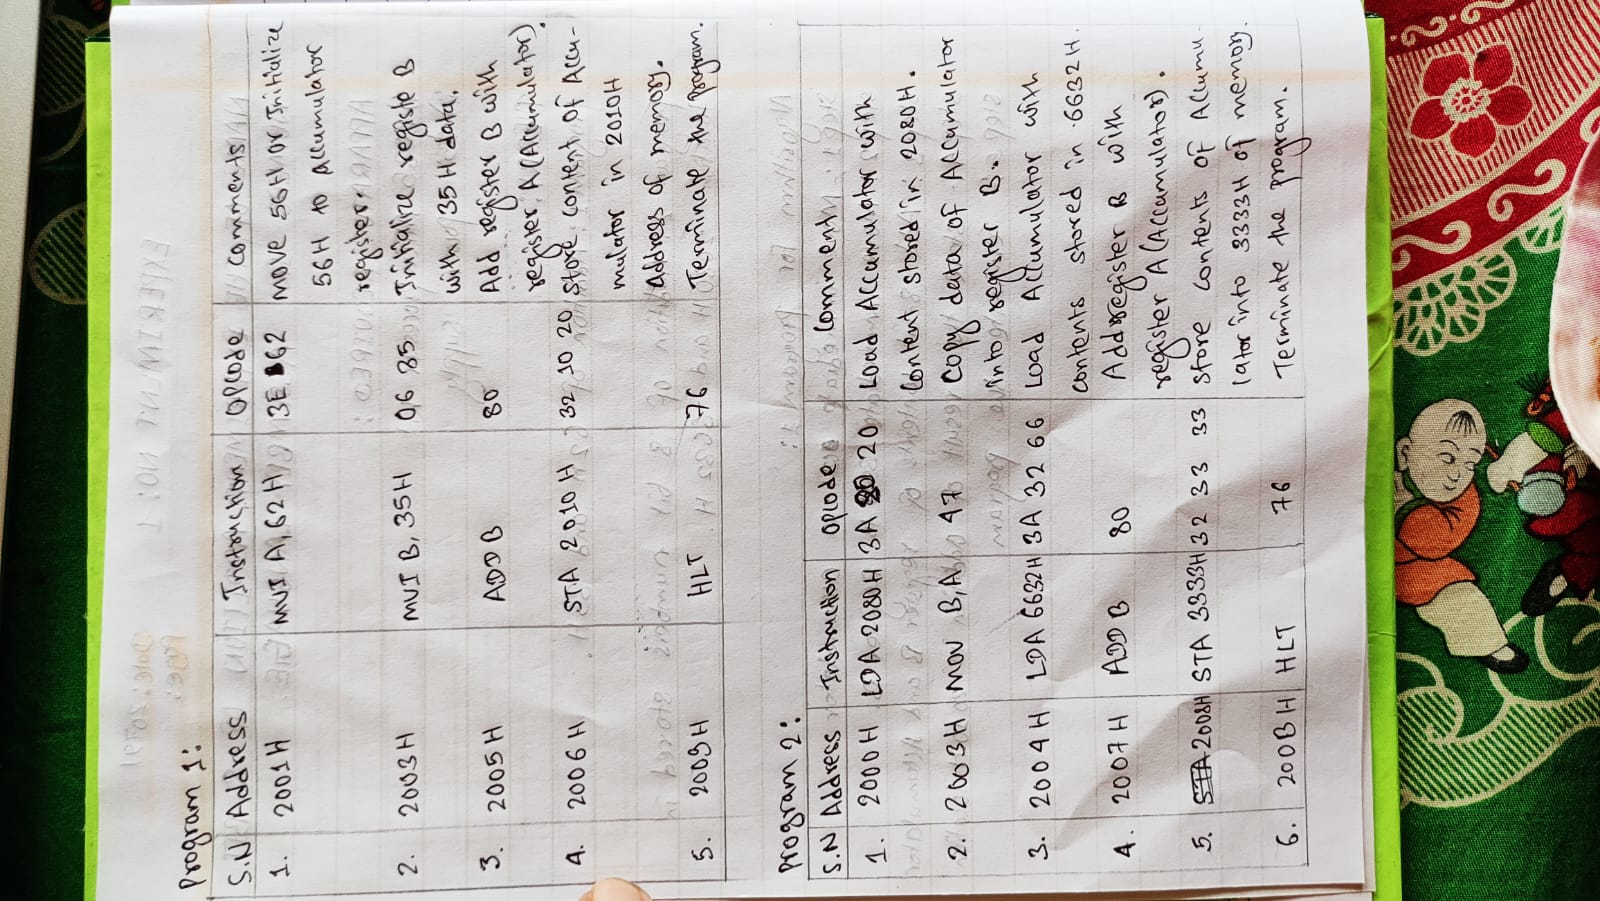 Program 1:
S.N Address Instruction Opcode comments
1. 2001H MVI A, 62H 3E 62 Move 56H or Initialize
56H to Accumulator
register.
2. 2003H MVI B, 35H 06 35 Initialize registe B
with 35H data.
3. 2005H ADD B 80 Add register B with
register A (Accumulator).
4. 2006H STA 2010 H 32 10 20 Store content of Accu-
mulator in 2010H
address of memory.
5. 2009H HLT 76 Terminate the program.
Program 2:
S.N Address Instruction Opcode Comment
1. 2000H LDA 2080H 3A 80 20 Load Accumulator with
Content stored in 2080H.
2. 2003H MOV B,A 47 Copy data of Accumulator
into register B.
3. 2004H LDA 6632H 3A 32 66 Load Accumulator with
contents stored in 6632H.
4. 2007H ADD B 80 Add register B with
register A (Accumulator).
5. 2008H STA 3333H 32 33 33 Store contents of Accumu-
lator into 3333H of memory
6. 200BH HLT 76 Terminate the program.